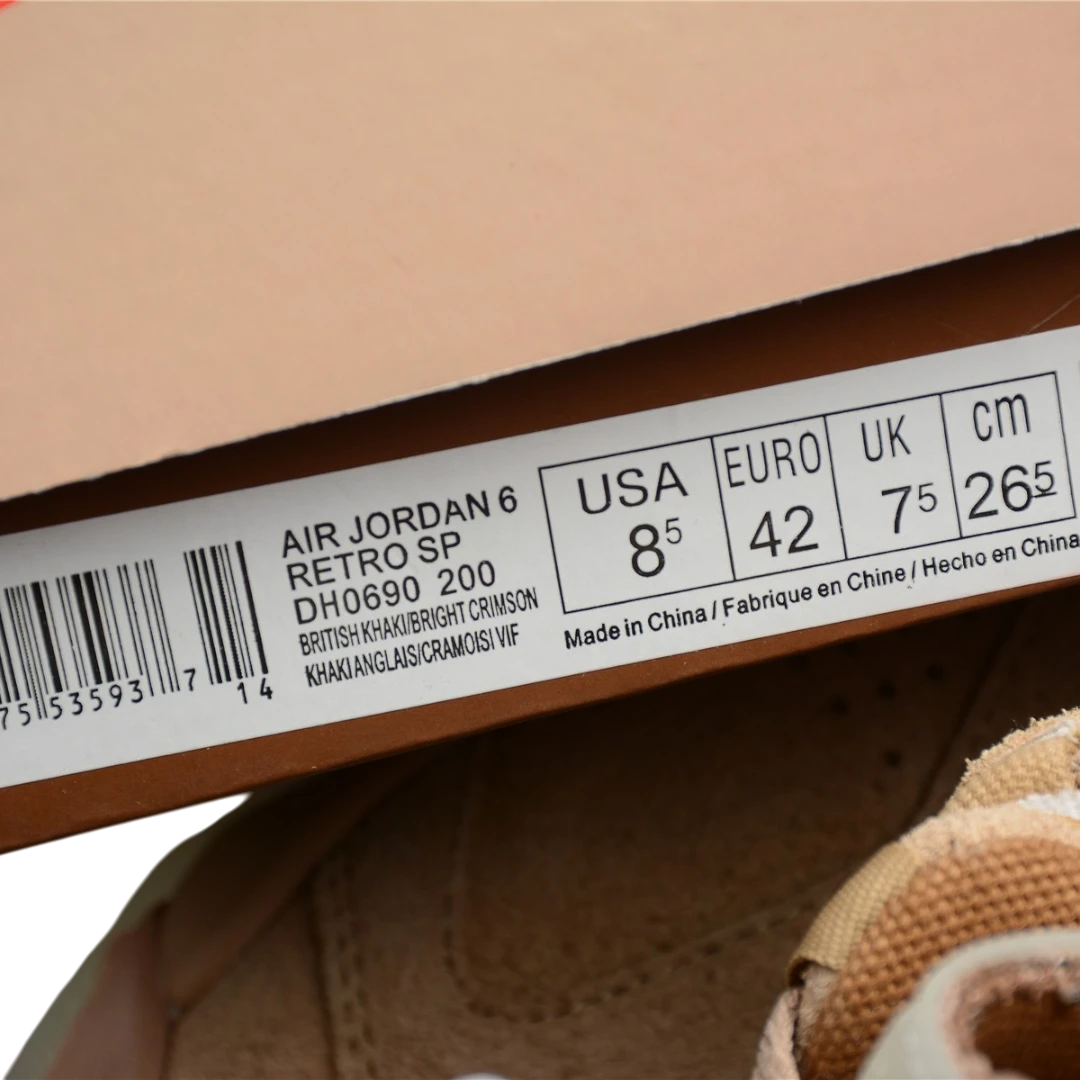 75 53593 7
14
AIR JORDAN 6
RETRO SP
DH0690 200
BRITISH KHAKI/BRIGHT CRIMSON
KHAKI ANGLAIS/CRAMOISI VIF
USA EURO UK cm
8⁵ 42 7⁵ 26⁵
Made in China / Fabrique en Chine / Hecho en China